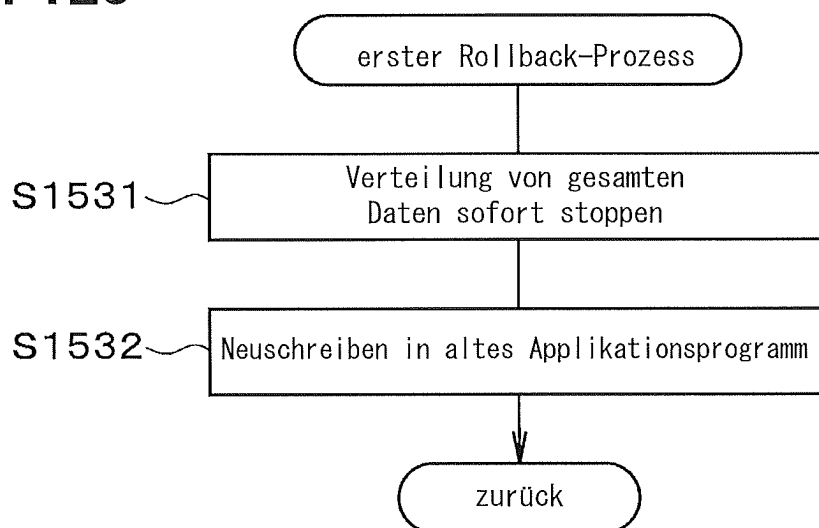 erster Rollback-Prozess
S1531
Verteilung von gesamten
Daten sofort stoppen
S1532
Neuschreiben in altes Applikationsprogramm
zurück